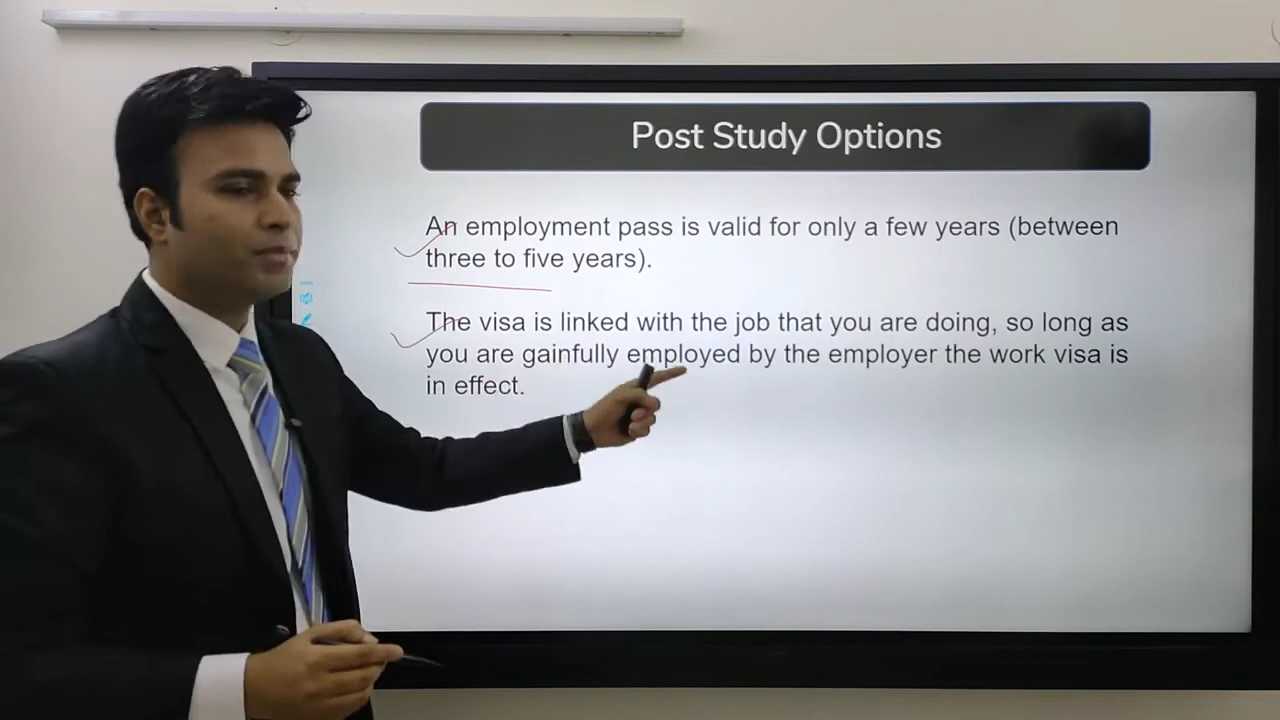 Post Study Options
An employment pass is valid for only a few years (between
three to five years).
The visa is linked with the job that you are doing, so long as
you are gainfully employed by the employer the work visa is
in effect.